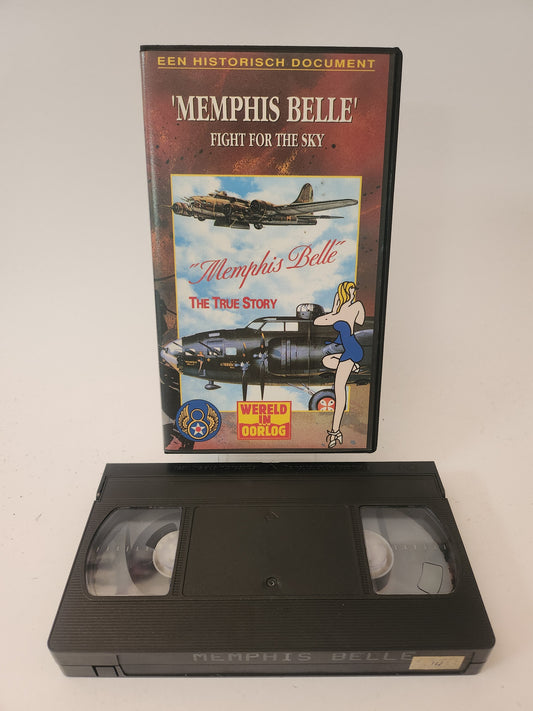 EEN HISTORISCH DOCUMENT
'MEMPHIS BELLE'
FIGHT FOR THE SKY
"Memphis Belle"
THE TRUE STORY
8
WERELD
IN
OORLOG
MEMPHIS BELLE